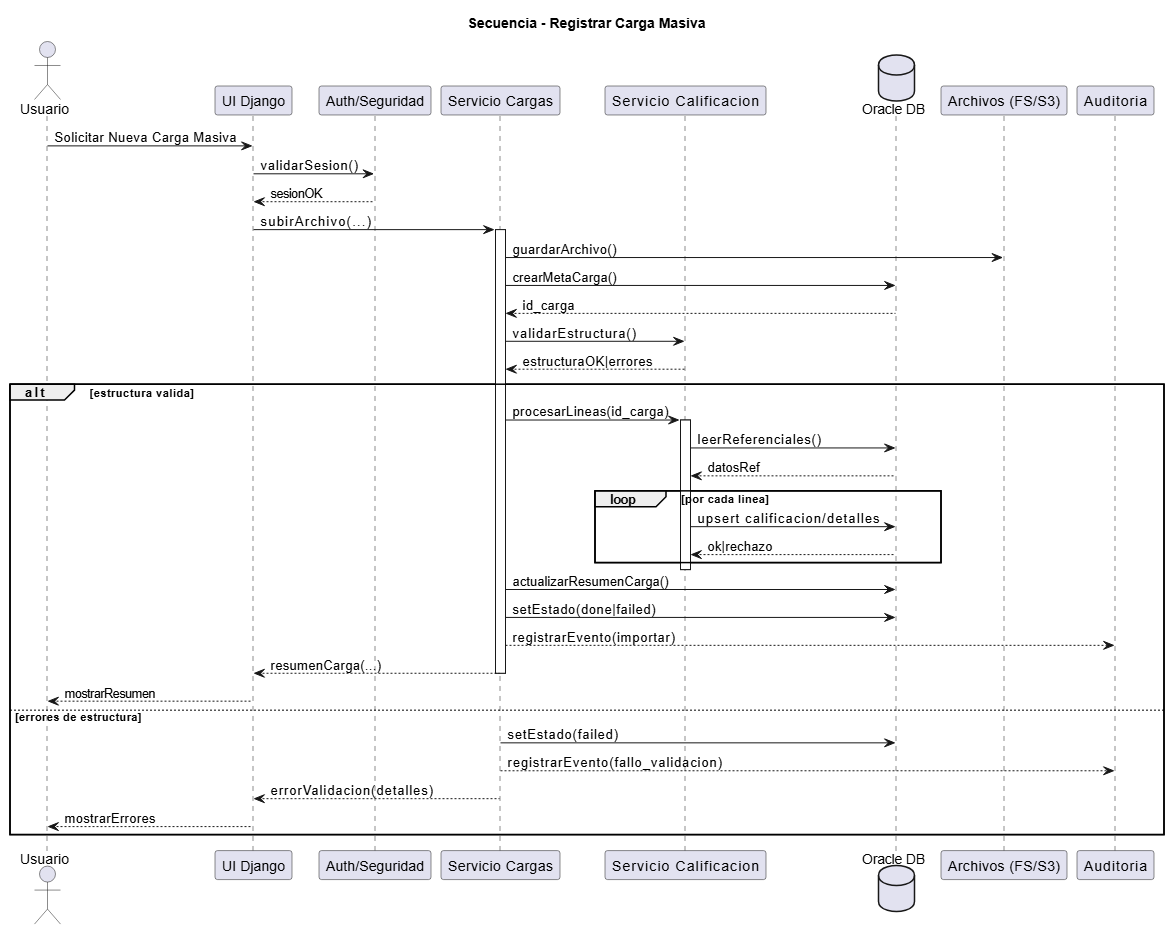 Secuencia - Registrar Carga Masiva
Usuario
UI Django
Auth/Seguridad
Servicio Cargas
Servicio Calificacion
Oracle DB
Archivos (FS/S3)
Auditoria
Solicitar Nueva Carga Masiva
validarSesion()
sesionOK
subirArchivo(...)
guardarArchivo()
crearMetaCarga()
id_carga
validarEstructura()
estructuraOK|errores
alt
[estructura valida]
procesarLineas(id_carga)
leerReferenciales()
datosRef
loop
[por cada linea]
upsert calificacion/detalles
ok|rechazo
actualizarResumenCarga()
setEstado(done|failed)
registrarEvento(importar)
resumenCarga(...)
mostrarResumen
[errores de estructura]
setEstado(failed)
registrarEvento(fallo_validacion)
errorValidacion(detalles)
mostrarErrores
Usuario
UI Django
Auth/Seguridad
Servicio Cargas
Servicio Calificacion
Oracle DB
Archivos (FS/S3)
Auditoria